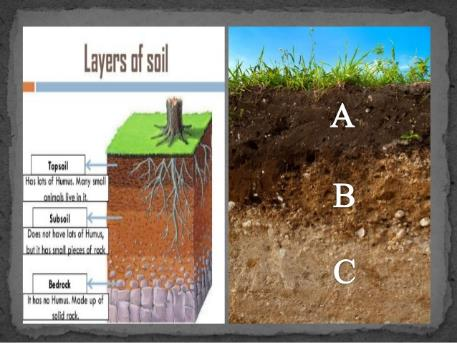 Layers of soil
Topsoil
Has lots of Humus. Many small
animals live in it.
Subsoil
Does not have lots of Humus,
but it has small pieces of rock.
Bedrock
It has no Humus. Made up of
solid rock.
A
B
C